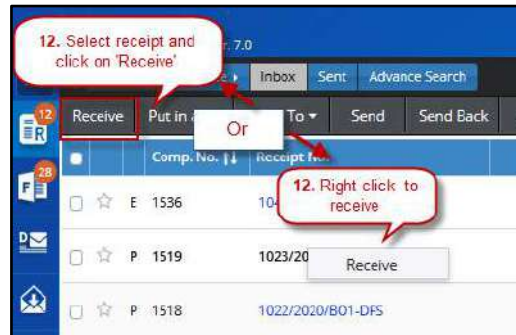 12. Select receipt and
click on 'Receive'
r. 7.0
Inbox Sent Advance Search
12
Receive Put in a To Send Send Back
Or
Comp. No. Receipt No.
28
12. Right click to
receive
E 1536 104
P 1519 1023/20
Receive
P 1518 1022/2020/BO1-DFS